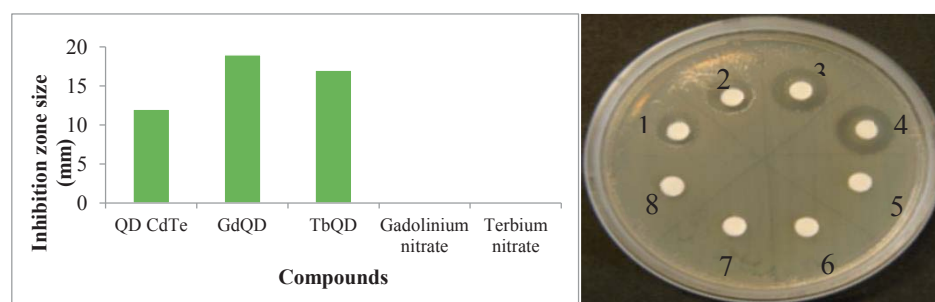 20
15
10
5
0
Inhibition zone size
(mm)
QD CdTe
GdQD
TbQD
Gadolinium
nitrate
Terbium
nitrate
Compounds
1
2
3
4
5
6
7
8